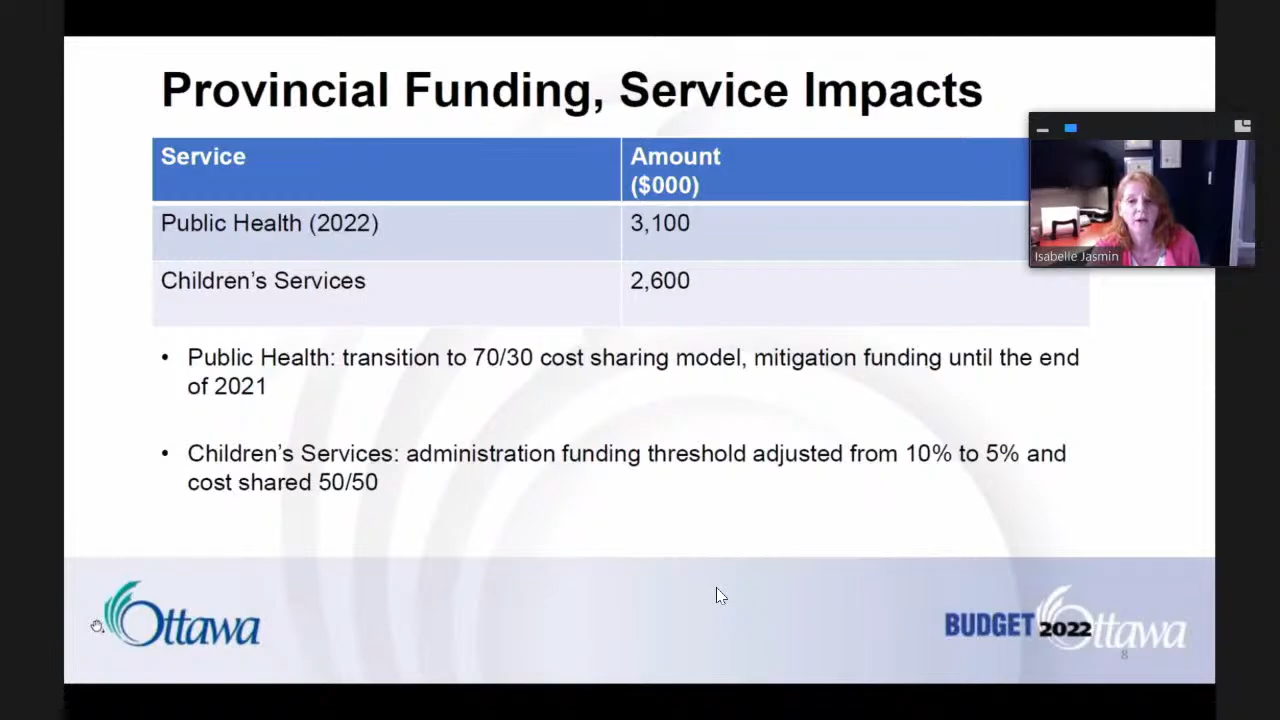 Provincial Funding, Service Impacts
Service
Amount
($000)
Public Health (2022)
3,100
Children’s Services
2,600
• Public Health: transition to 70/30 cost sharing model, mitigation funding until the end
of 2021
• Children’s Services: administration funding threshold adjusted from 10% to 5% and
cost shared 50/50
Isabelle Jasmin
Ottawa
BUDGET 2022 Ottawa
8